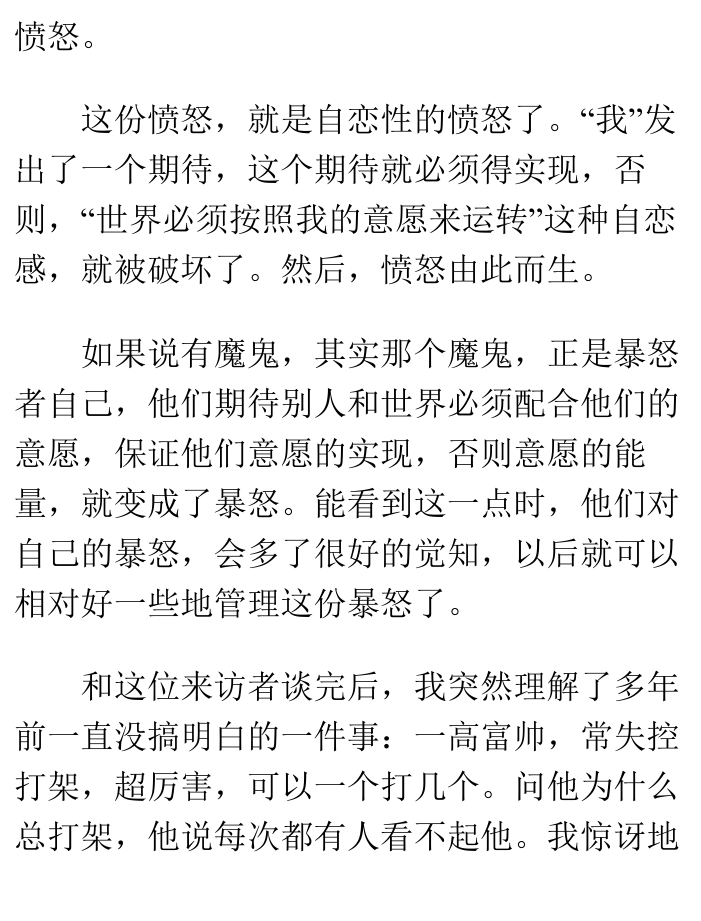 愤怒。
这份愤怒，就是自恋性的愤怒了。“我”发
出了一个期待，这个期待就必须得实现，否
则，“世界必须按照我的意愿来运转”这种自恋
感，就被破坏了。然后，愤怒由此而生。
如果说有魔鬼，其实那个魔鬼，正是暴怒
者自己，他们期待别人和世界必须配合他们的
意愿，保证他们意愿的实现，否则意愿的能
量，就变成了暴怒。能看到这一点时，他们对
自己的暴怒，会多了很好的觉知，以后就可以
相对好一些地管理这份暴怒了。
和这位来访者谈完后，我突然理解了多年
前一直没搞明白的一件事：一高富帅，常失控
打架，超厉害，可以一个打几个。问他为什么
总打架，他说每次都有人看不起他。我惊讶地